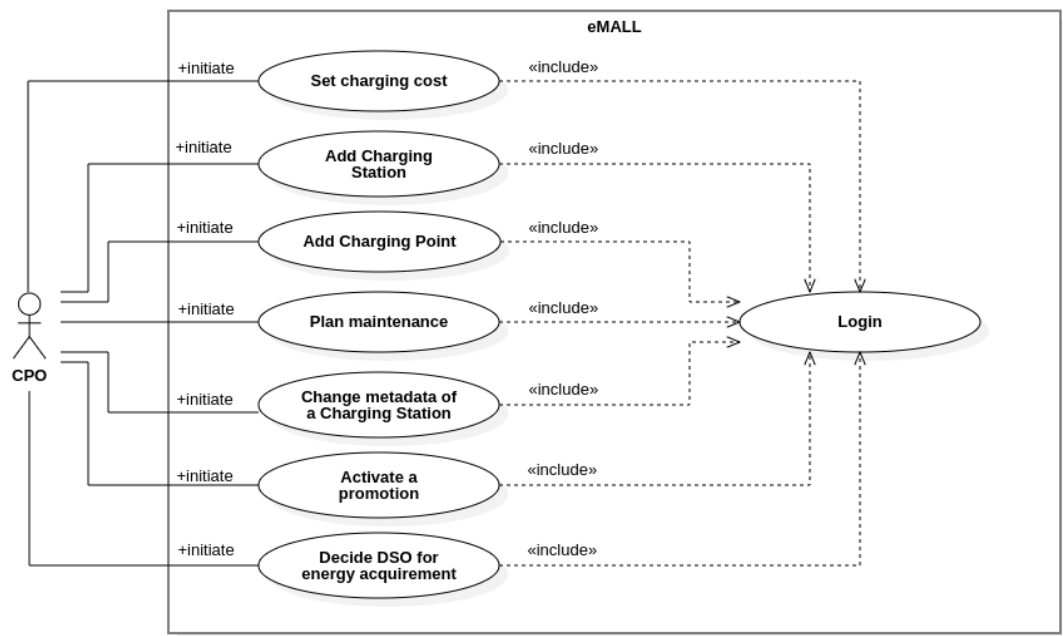 eMALL
+initiate
Set charging cost
«include»
+initiate
Add Charging
Station
«include»
+initiate
Add Charging Point
«include»
+initiate
Plan maintenance
«include»
Login
CPO
+initiate
Change metadata of
a Charging Station
«include»
+initiate
Activate a
promotion
«include»
+initiate
Decide DSO for
energy acquirement
«include»